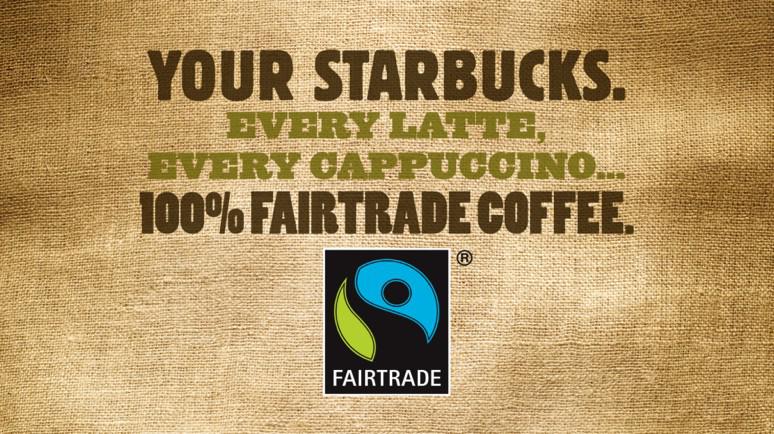 YOUR STARBUCKS.
EVERY LATTE,
EVERY CAPPUCCINO...
100% FAIRTRADE COFFEE.
®
FAIRTRADE